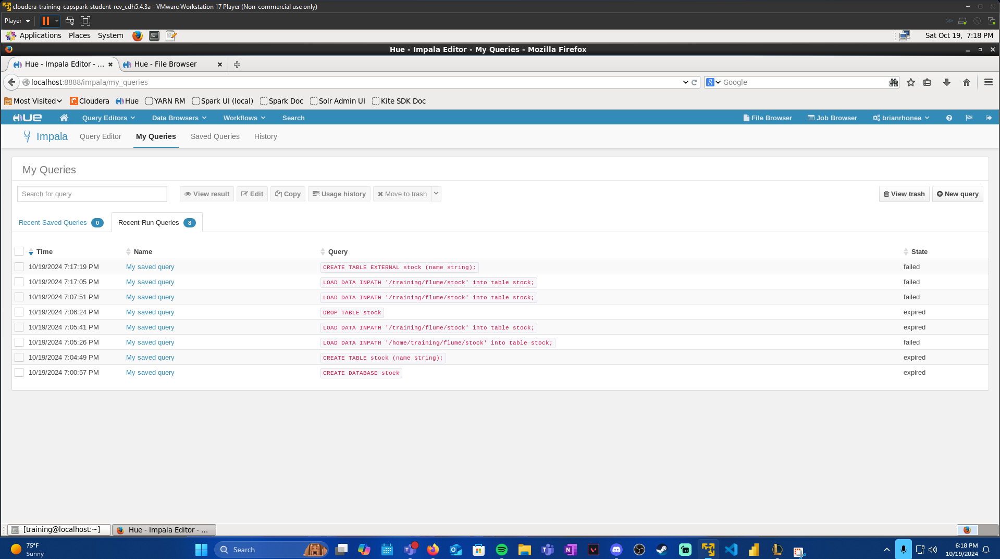 cloudera-training-capspark-student-rev_cdh5.4.3a - VMware Workstation 17 Player (Non-commercial use only)
Player
Applications Places System Sat Oct 19, 7:18 PM
Hue - Impala Editor - My Queries - Mozilla Firefox
Hue - Impala Editor - ... Hue - File Browser
localhost:8888/impala/my_queries Google
Most Visited Cloudera Hue YARN RM Spark UI (local) Spark Doc Solr Admin UI Kite SDK Doc
HUE Query Editors Data Browsers Workflows Search File Browser Job Browser brianrhonea
Impala Query Editor My Queries Saved Queries History
My Queries
Search for query View result Edit Copy Usage history Move to trash View trash New query
Recent Saved Queries 0 Recent Run Queries 8
Time Name Query State
10/19/2024 7:17:19 PM My saved query CREATE TABLE EXTERNAL stock (name string); failed
10/19/2024 7:17:05 PM My saved query LOAD DATA INPATH '/training/flume/stock' into table stock; failed
10/19/2024 7:07:51 PM My saved query LOAD DATA INPATH '/training/flume/stock' into table stock; failed
10/19/2024 7:06:24 PM My saved query DROP TABLE stock expired
10/19/2024 7:05:41 PM My saved query LOAD DATA INPATH '/training/flume/stock' into table stock; expired
10/19/2024 7:05:26 PM My saved query LOAD DATA INPATH '/home/training/flume/stock' into table stock; failed
10/19/2024 7:04:49 PM My saved query CREATE TABLE stock (name string); expired
10/19/2024 7:00:57 PM My saved query CREATE DATABASE stock expired
[training@localhost:~] Hue - Impala Editor - ...
75°F
Sunny
Search
6:18 PM
10/19/2024